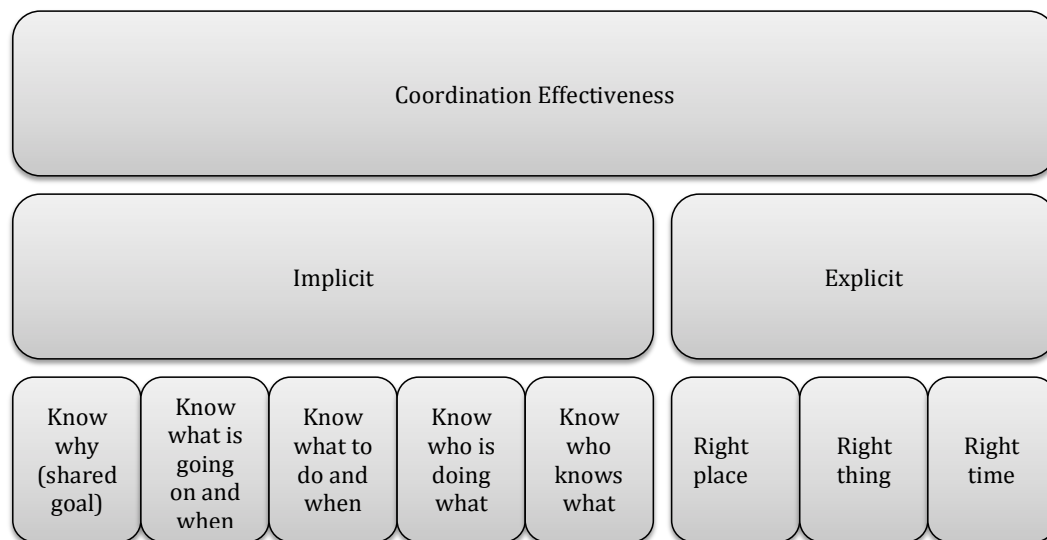 Coordination Effectiveness
Implicit
Explicit
Know
why
(shared
goal)
Know
what is
going
on and
when
Know
what to
do and
when
Know
who is
doing
what
Know
who
knows
what
Right
place
Right
thing
Right
time